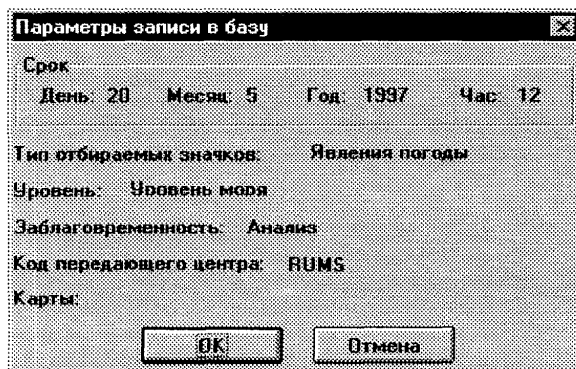 Параметры записи в базу
Срок
День: 20 Месяц: 5 Год: 1997 Час: 12
Тип отбираемых значков: Явления погоды
Уровень: Уровень моря
Заблаговременность: Анализ
Код передающего центра: RUMS
Карты:
OK Отмена